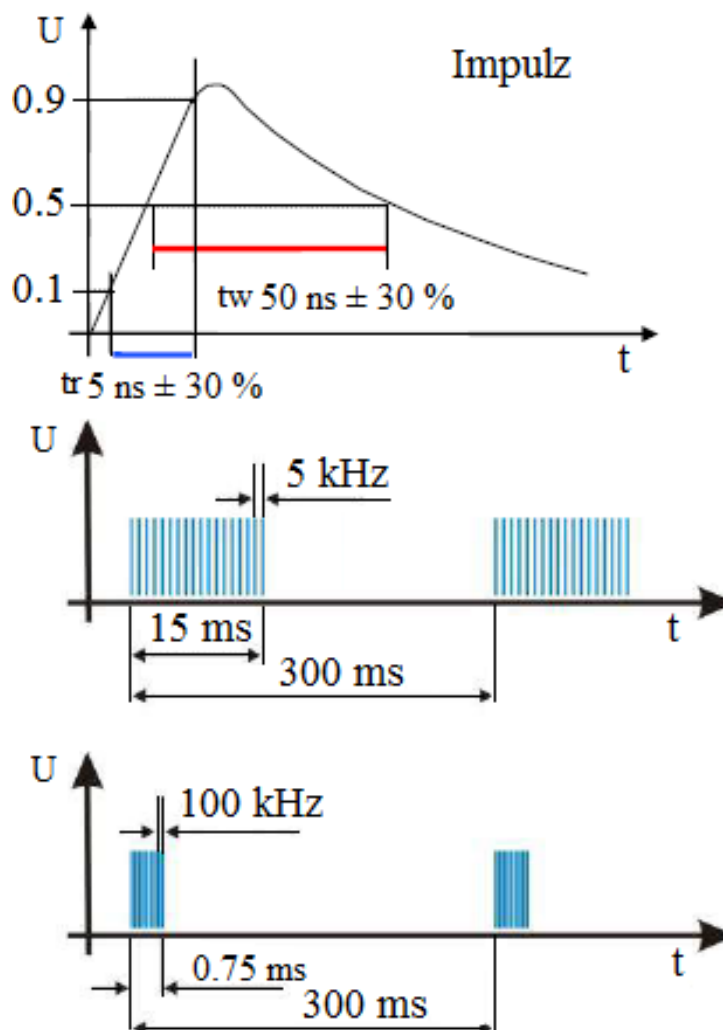 U
Impulz
0.9
0.5
0.1
tw 50 ns ± 30 %
t
tr 5 ns ± 30 %
U
5 kHz
15 ms
t
300 ms
U
100 kHz
0.75 ms
t
300 ms